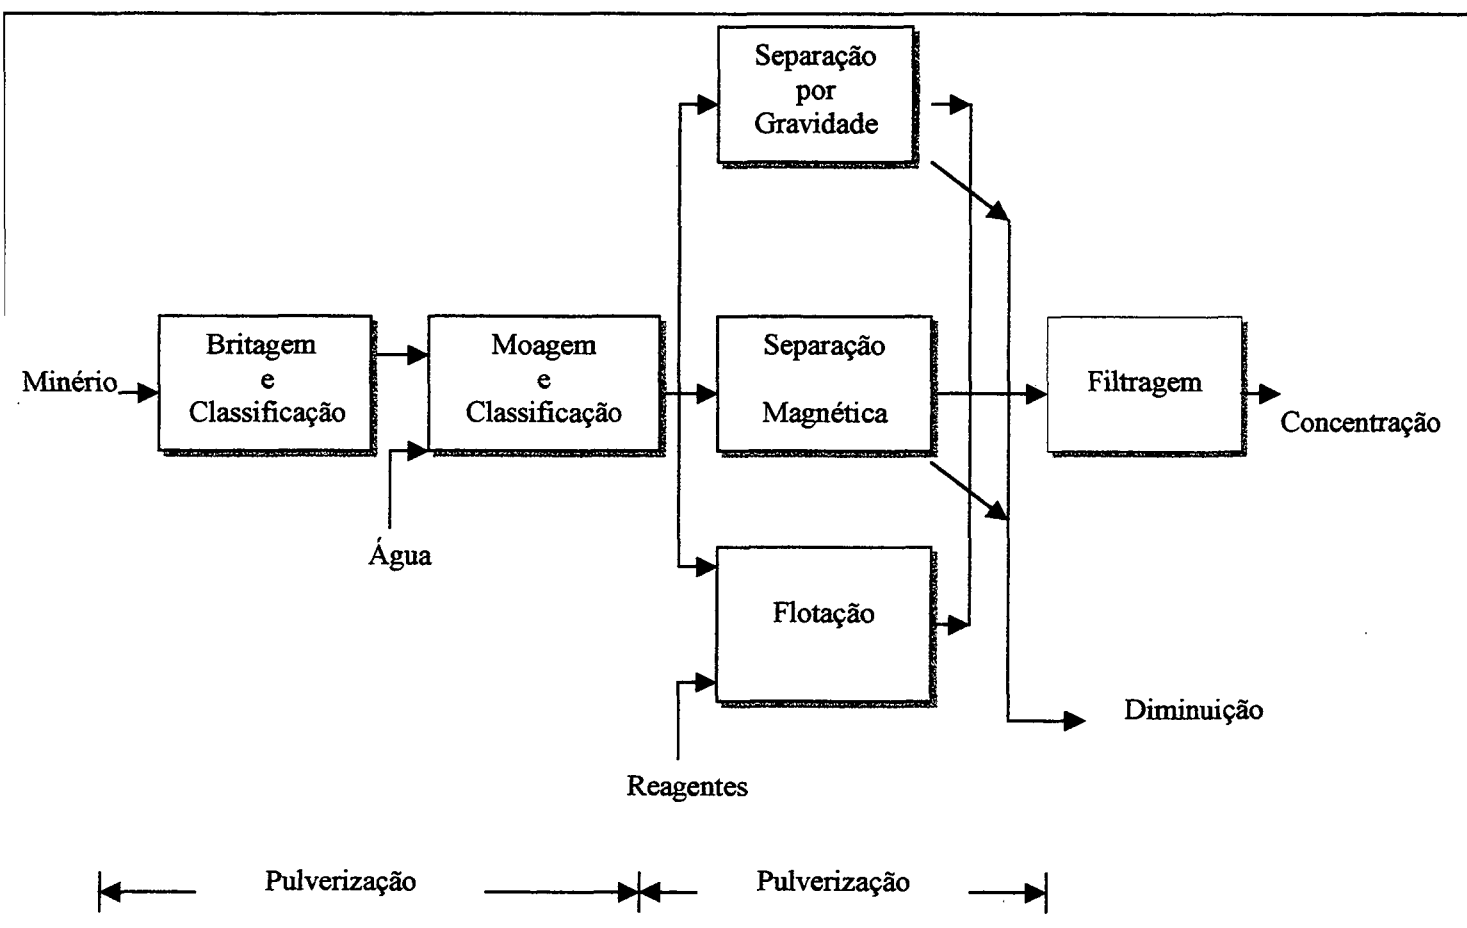 Separação
por
Gravidade
Minério
Britagem
e
Classificação
Moagem
e
Classificação
Separação
Magnética
Filtragem
Concentração
Água
Flotação
Diminuição
Reagentes
Pulverização
Pulverização